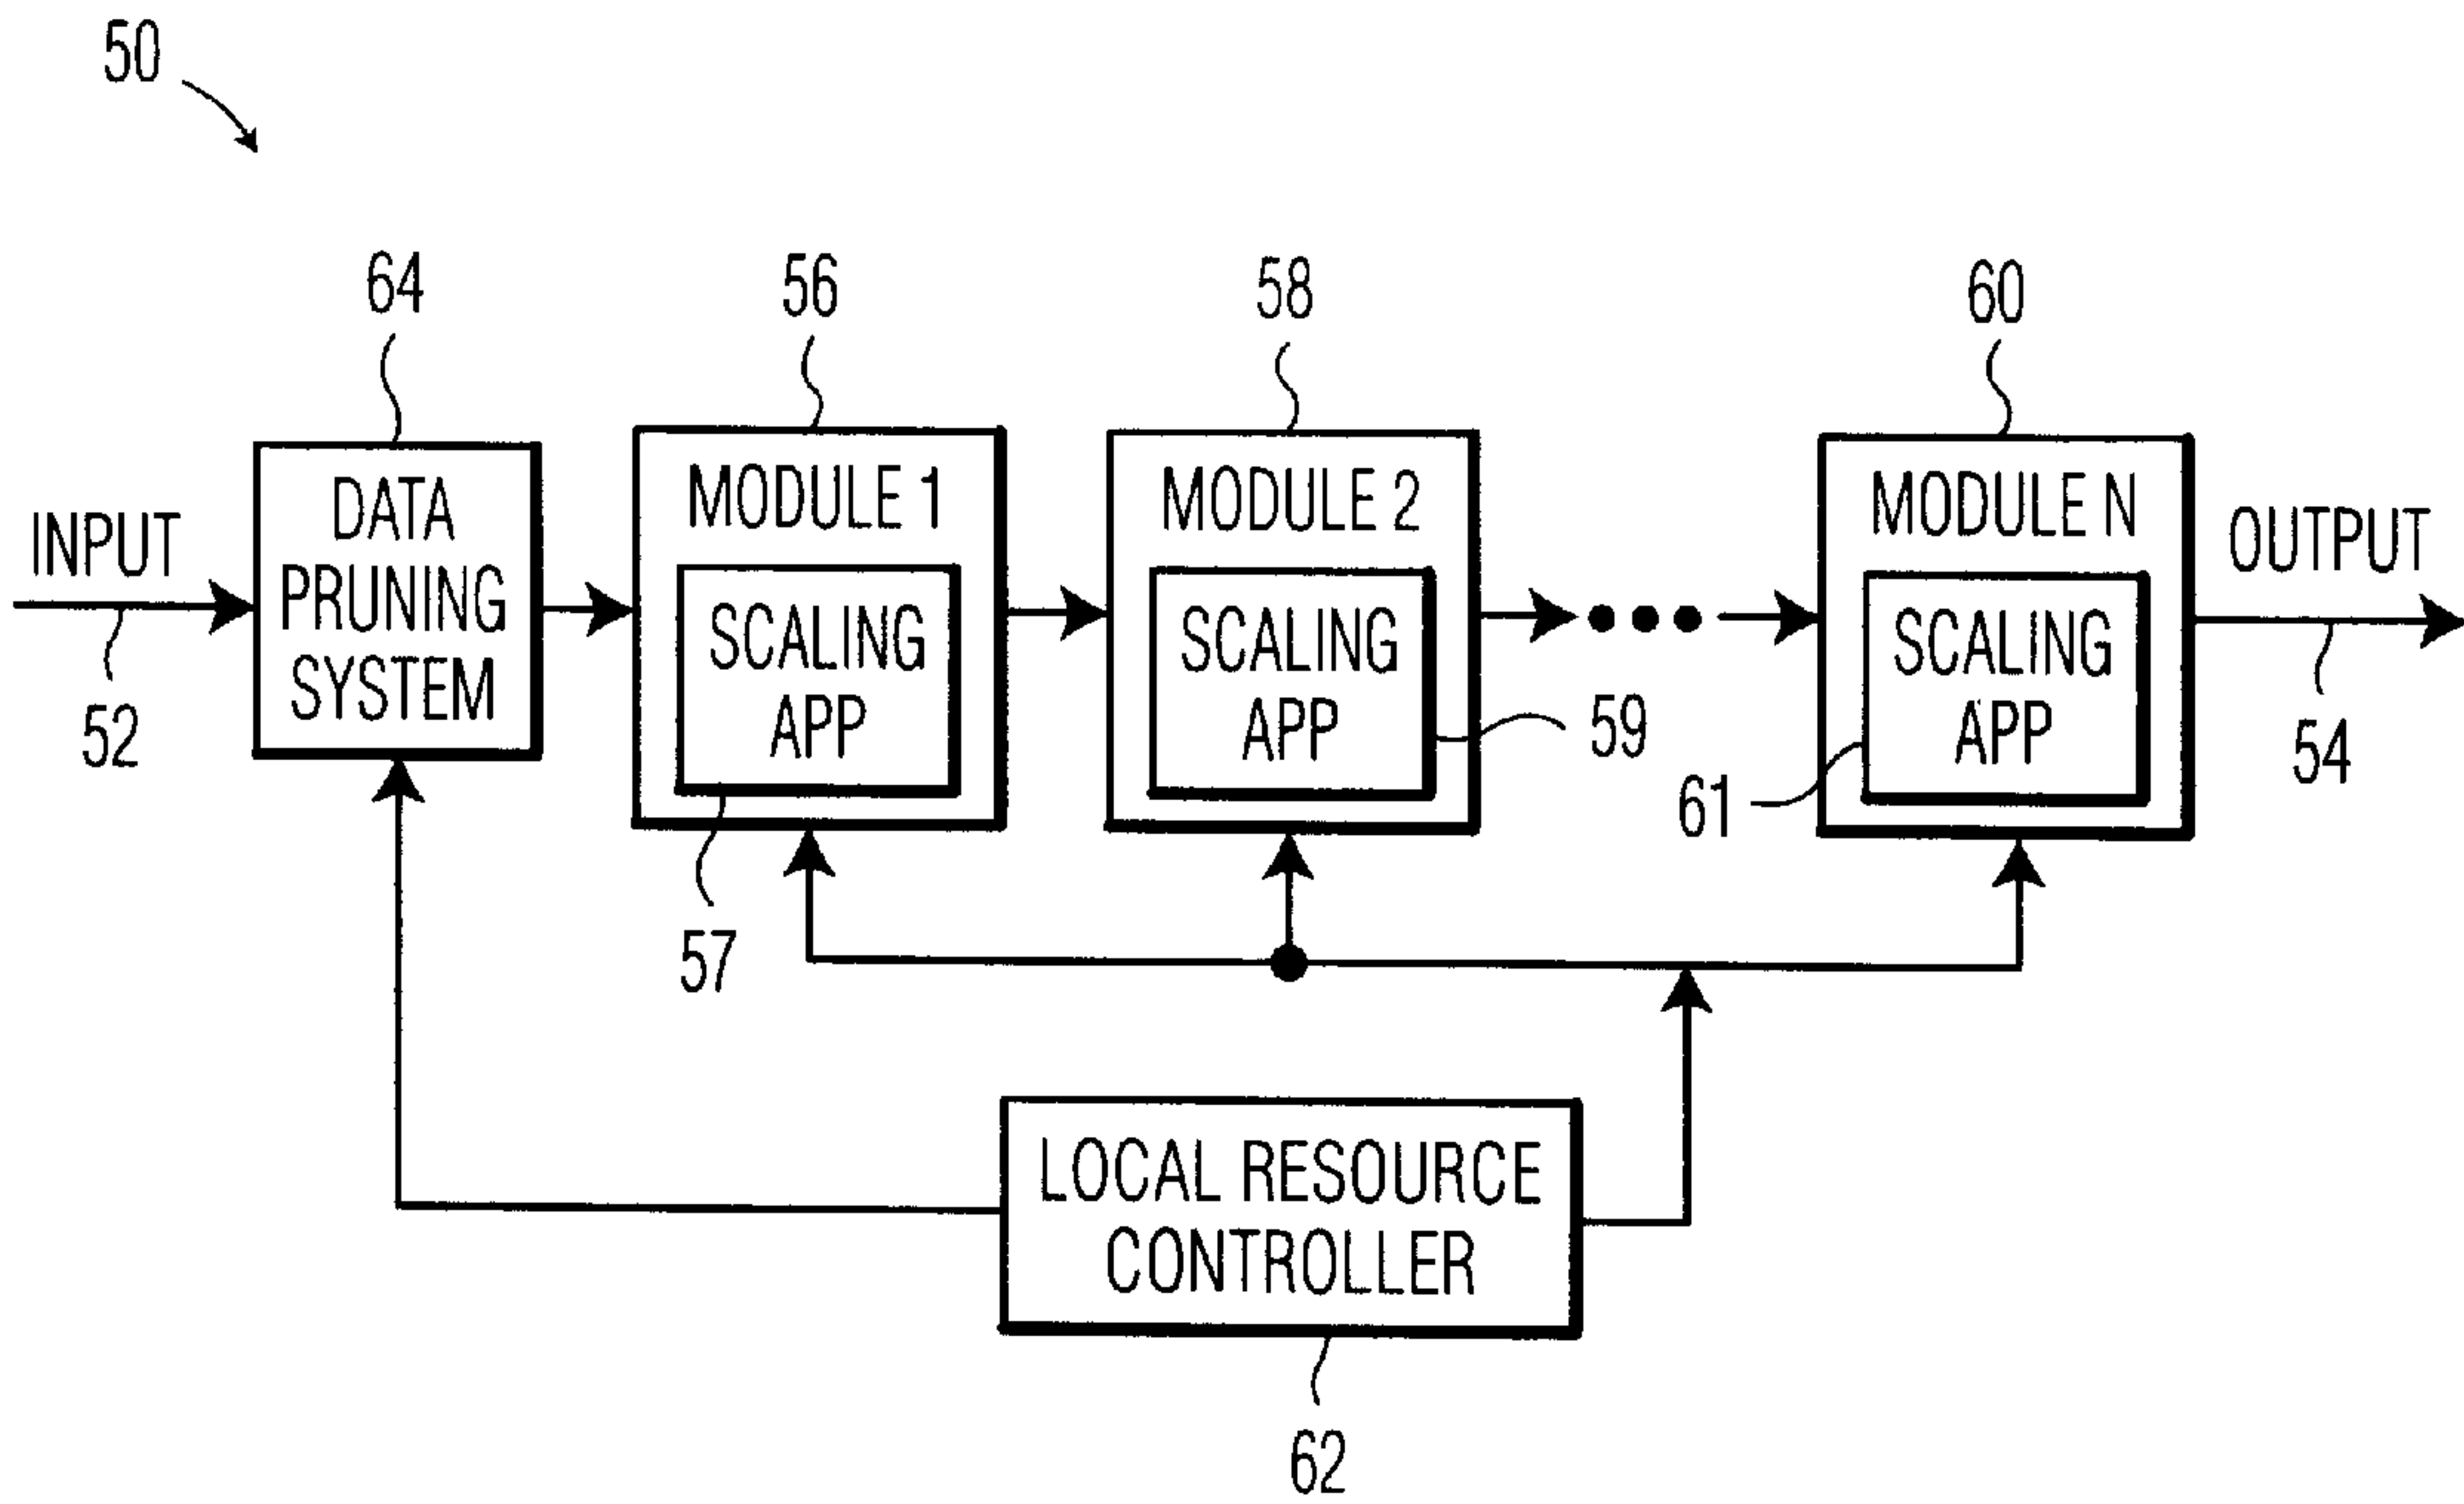 50
64
56
58
60
INPUT
52
DATA
PRUNING
SYSTEM
MODULE 1
SCALING
APP
57
MODULE 2
SCALING
APP
59
MODULE N
SCALING
APP
61
OUTPUT
54
LOCAL RESOURCE
CONTROLLER
62